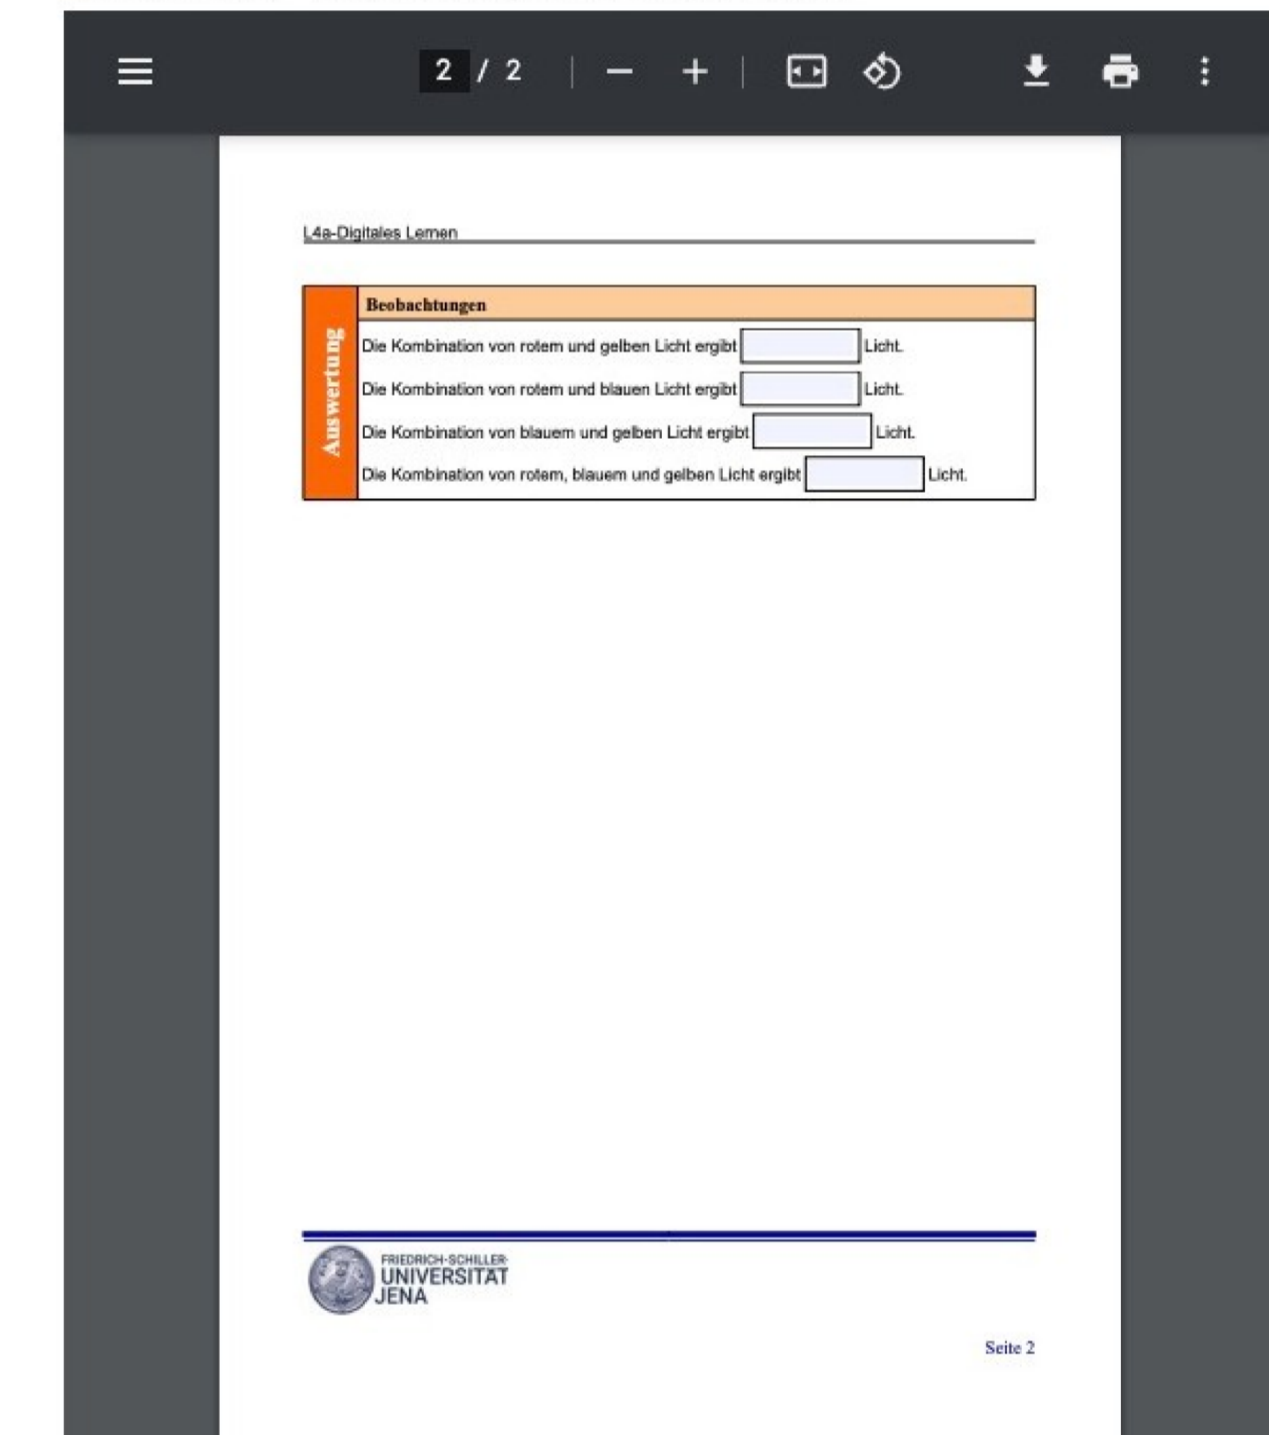 2 / 2
L4a-Digitales Lernen
Auswertung
Beobachtungen
Die Kombination von rotem und gelben Licht ergibt Licht.
Die Kombination von rotem und blauen Licht ergibt Licht.
Die Kombination von blauem und gelben Licht ergibt Licht.
Die Kombination von rotem, blauem und gelben Licht ergibt Licht.
FRIEDRICH-SCHILLER-
UNIVERSITÄT
JENA
Seite 2